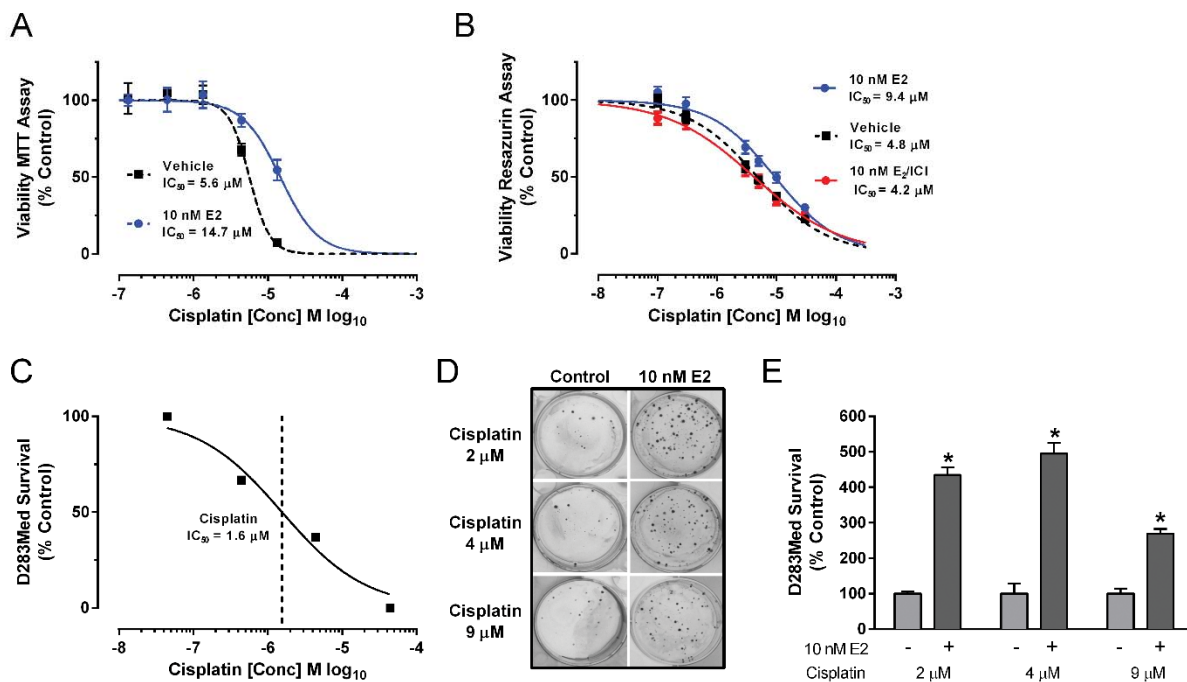 A
Viability MTT Assay
(% Control)
100
50
0
Vehicle
IC50 = 5.6 μM
10 nM E2
IC50 = 14.7 μM
-7 -6 -5 -4 -3
Cisplatin [Conc] M log10
B
Viability Resazurin Assay
(% Control)
100
50
0
10 nM E2
IC50 = 9.4 μM
Vehicle
IC50 = 4.8 μM
10 nM E2/ICI
IC50 = 4.2 μM
-8 -7 -6 -5 -4 -3
Cisplatin [Conc] M log10
C
D283Med Survival
(% Control)
100
50
0
Cisplatin
IC50 = 1.6 μM
-8 -7 -6 -5 -4
Cisplatin [Conc] M log10
D
Control 10 nM E2
Cisplatin
2 μM
Cisplatin
4 μM
Cisplatin
9 μM
E
D283Med Survival
(% Control)
600
500
400
300
200
100
0
* * *
10 nM E2 - + - + - +
Cisplatin 2 μM 4 μM 9 μM